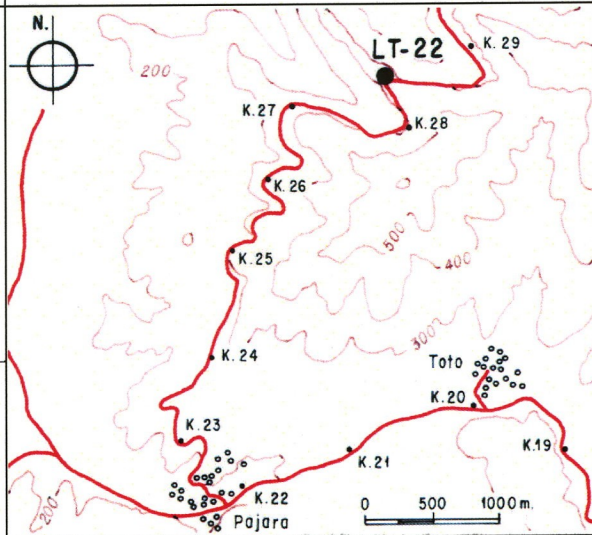 N.
LT-22
K. 29
200
K. 27
K. 28
K. 26
500
K. 25
400
300
K. 24
Toto
K. 20
K. 23
K. 21
K. 19
K. 22
200
Pajara
0 500 1000 m.